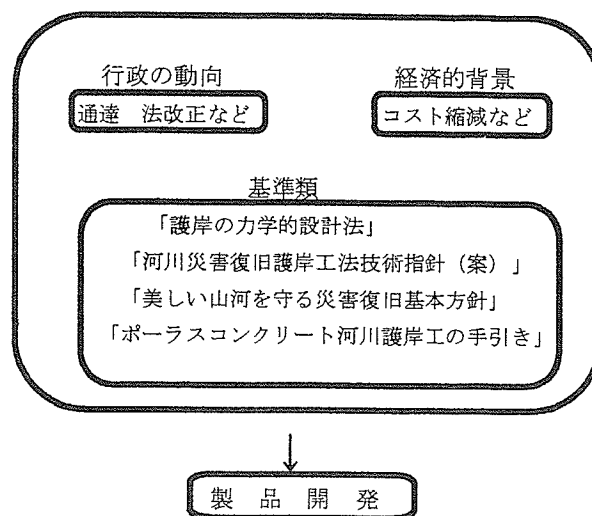 行政の動向
経済的背景
通達　法改正など
コスト縮減など
基準類
「護岸の力学的設計法」
「河川災害復旧護岸工法技術指針（案）」
「美しい山河を守る災害復旧基本方針」
「ポーラスコンクリート河川護岸工の手引き」
製　品　開　発